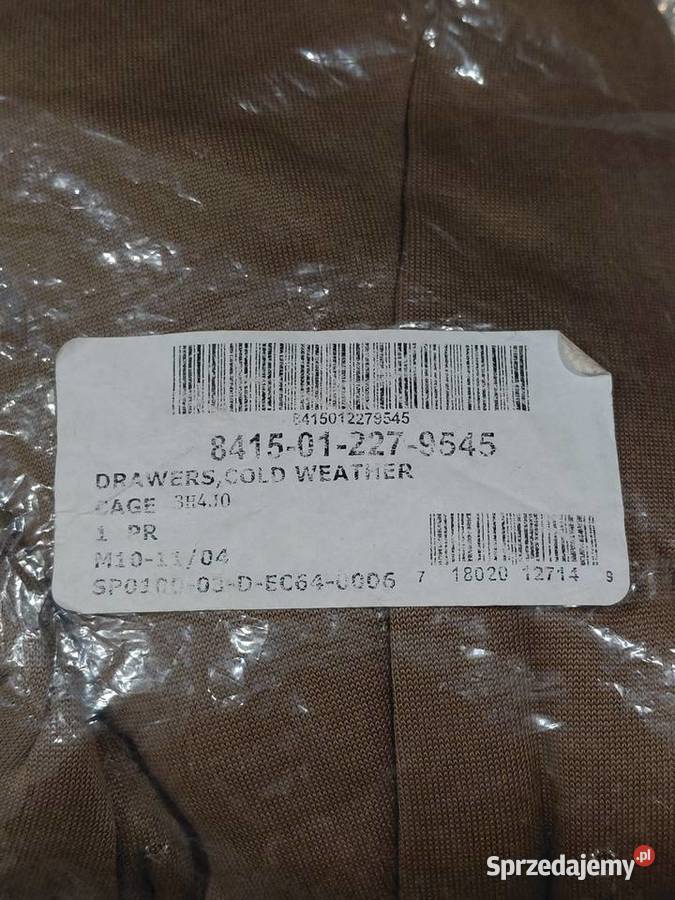 8415012279545
8415-01-227-9545
DRAWERS,COLD WEATHER
CAGE 3H4J0
1 PR
M10-11/04
SP0100-03-D-EC64-0006
7 18020 12714 9
Sprzedajemy.pl